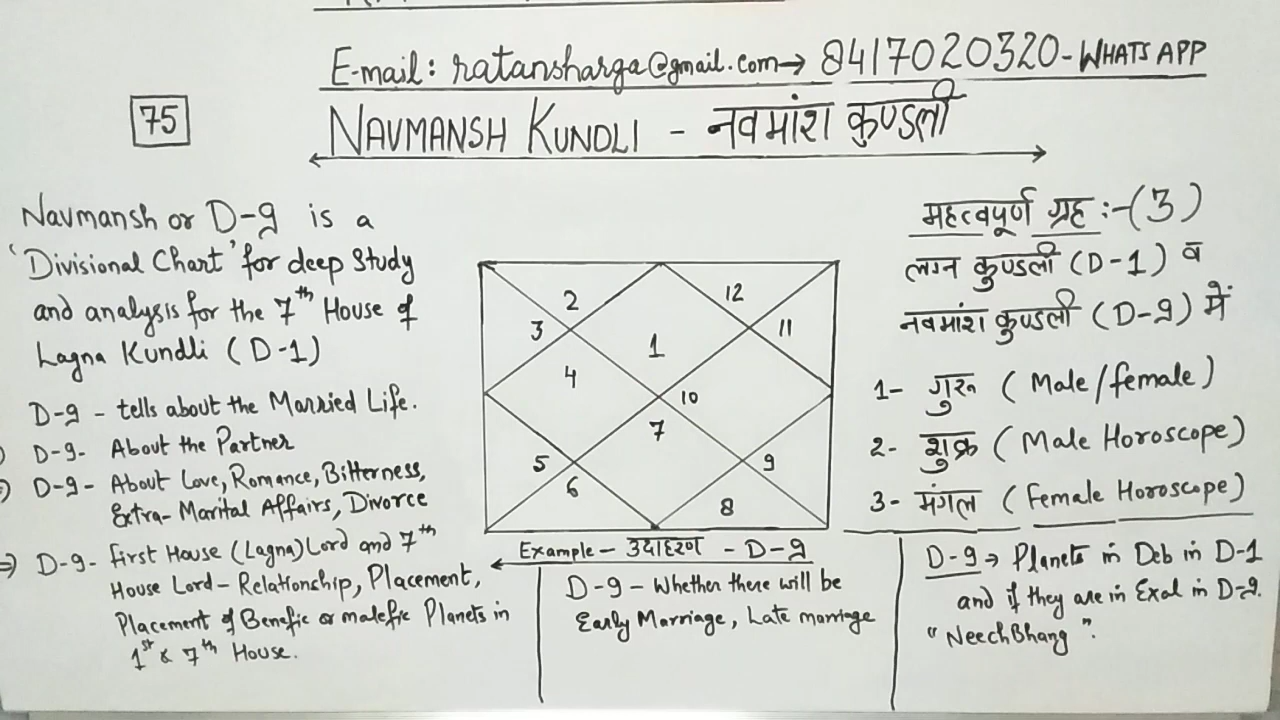 E-mail: ratansharga@gmail.com→ 8417020320-WHATSAPP
75
NAVMANSH KUNDLI - नवमांश कुण्डली
Navmansh or D-9 is a
'Divisional Chart' for deep Study
and analysis for the 7th House of
Lagna Kundli (D-1)
D-9 - tells about the Married Life.
D-9- About the Partner
D-9- About Love, Romance, Bitterness,
Extra-Marital Affairs, Divorce
⇒ D-9- First House (Lagna) Lord and 7th
House Lord - Relationship, Placement,
Placement of Benefic or malefic Planets in
1st & 7th House.
2
12
3
11
1
4
10
7
5
9
6
8
Example - उदाहरण - D-9
D-9 - Whether there will be
Early Marriage, Late marriage
महत्वपूर्ण ग्रह :-(3)
लग्न कुण्डली (D-1) व
नवमांश कुण्डली (D-9) में
1- गुरू (Male/female)
2- शुक्र (Male Horoscope)
3- मंगल (Female Horoscope)
D-9 → Planets in Deb in D-1
and if they are in Exal in D-9.
"NeechBhang".